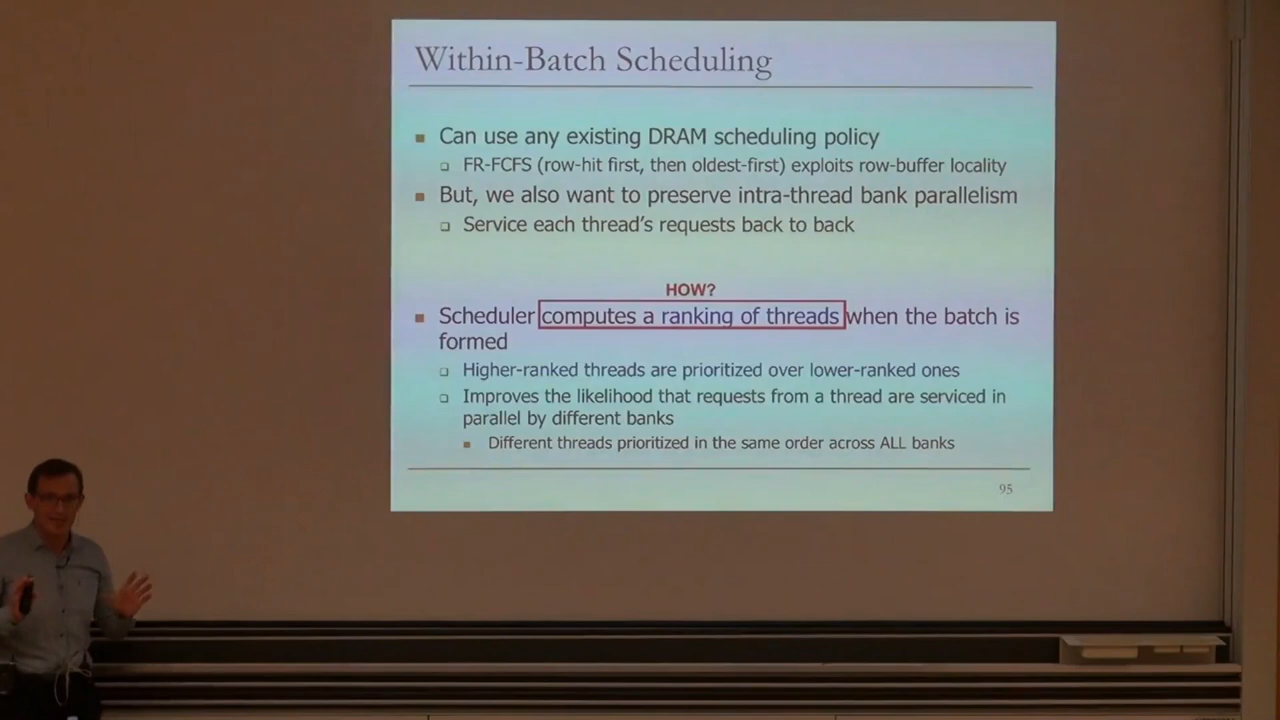 Within-Batch Scheduling
Can use any existing DRAM scheduling policy
FR-FCFS (row-hit first, then oldest-first) exploits row-buffer locality
But, we also want to preserve intra-thread bank parallelism
Service each thread's requests back to back
HOW?
Scheduler computes a ranking of threads when the batch is
formed
Higher-ranked threads are prioritized over lower-ranked ones
Improves the likelihood that requests from a thread are serviced in
parallel by different banks
Different threads prioritized in the same order across ALL banks
95